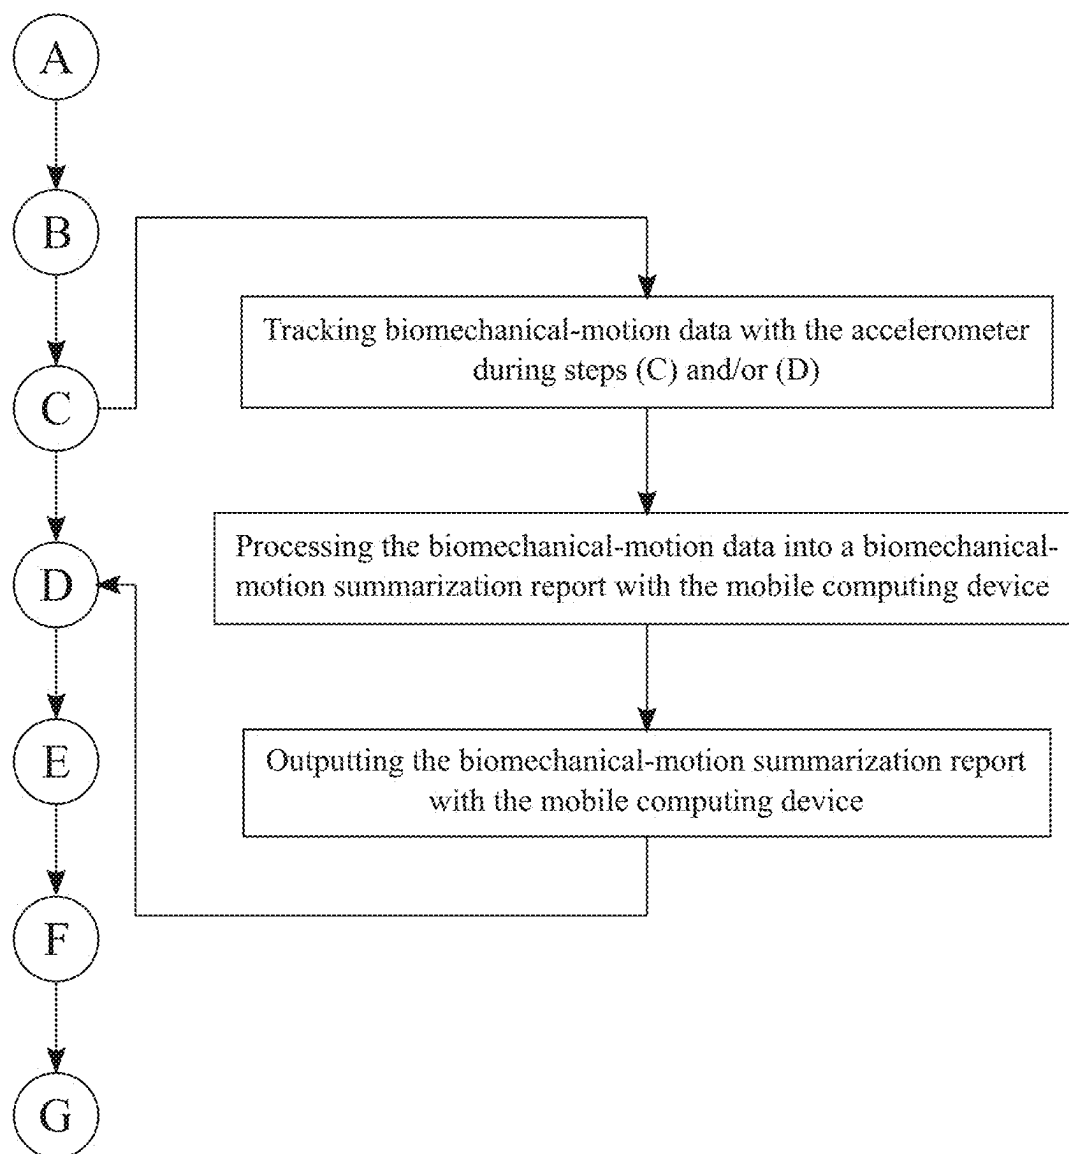 A
B
C
Tracking biomechanical-motion data with the accelerometer
during steps (C) and/or (D)
Processing the biomechanical-motion data into a biomechanical-
motion summarization report with the mobile computing device
D
Outputting the biomechanical-motion summarization report
with the mobile computing device
E
F
G